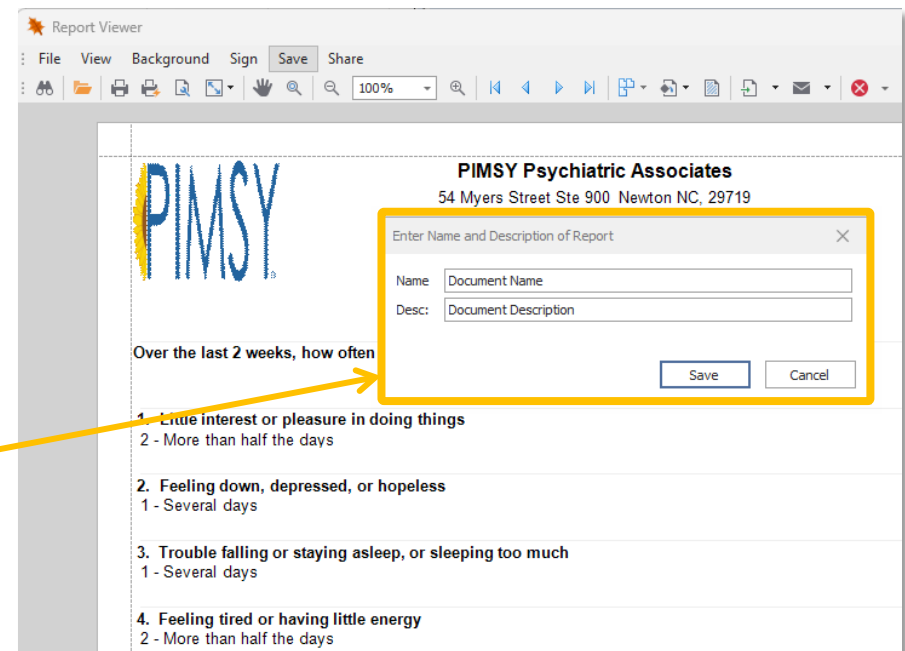 Report Viewer
File View Background Sign Save Share
100%
PIMSY
PIMSY Psychiatric Associates
54 Myers Street Ste 900 Newton NC, 29719
Enter Name and Description of Report
Name Document Name
Desc: Document Description
Save Cancel
Over the last 2 weeks, how often
1. Little interest or pleasure in doing things
2 - More than half the days
2. Feeling down, depressed, or hopeless
1 - Several days
3. Trouble falling or staying asleep, or sleeping too much
1 - Several days
4. Feeling tired or having little energy
2 - More than half the days